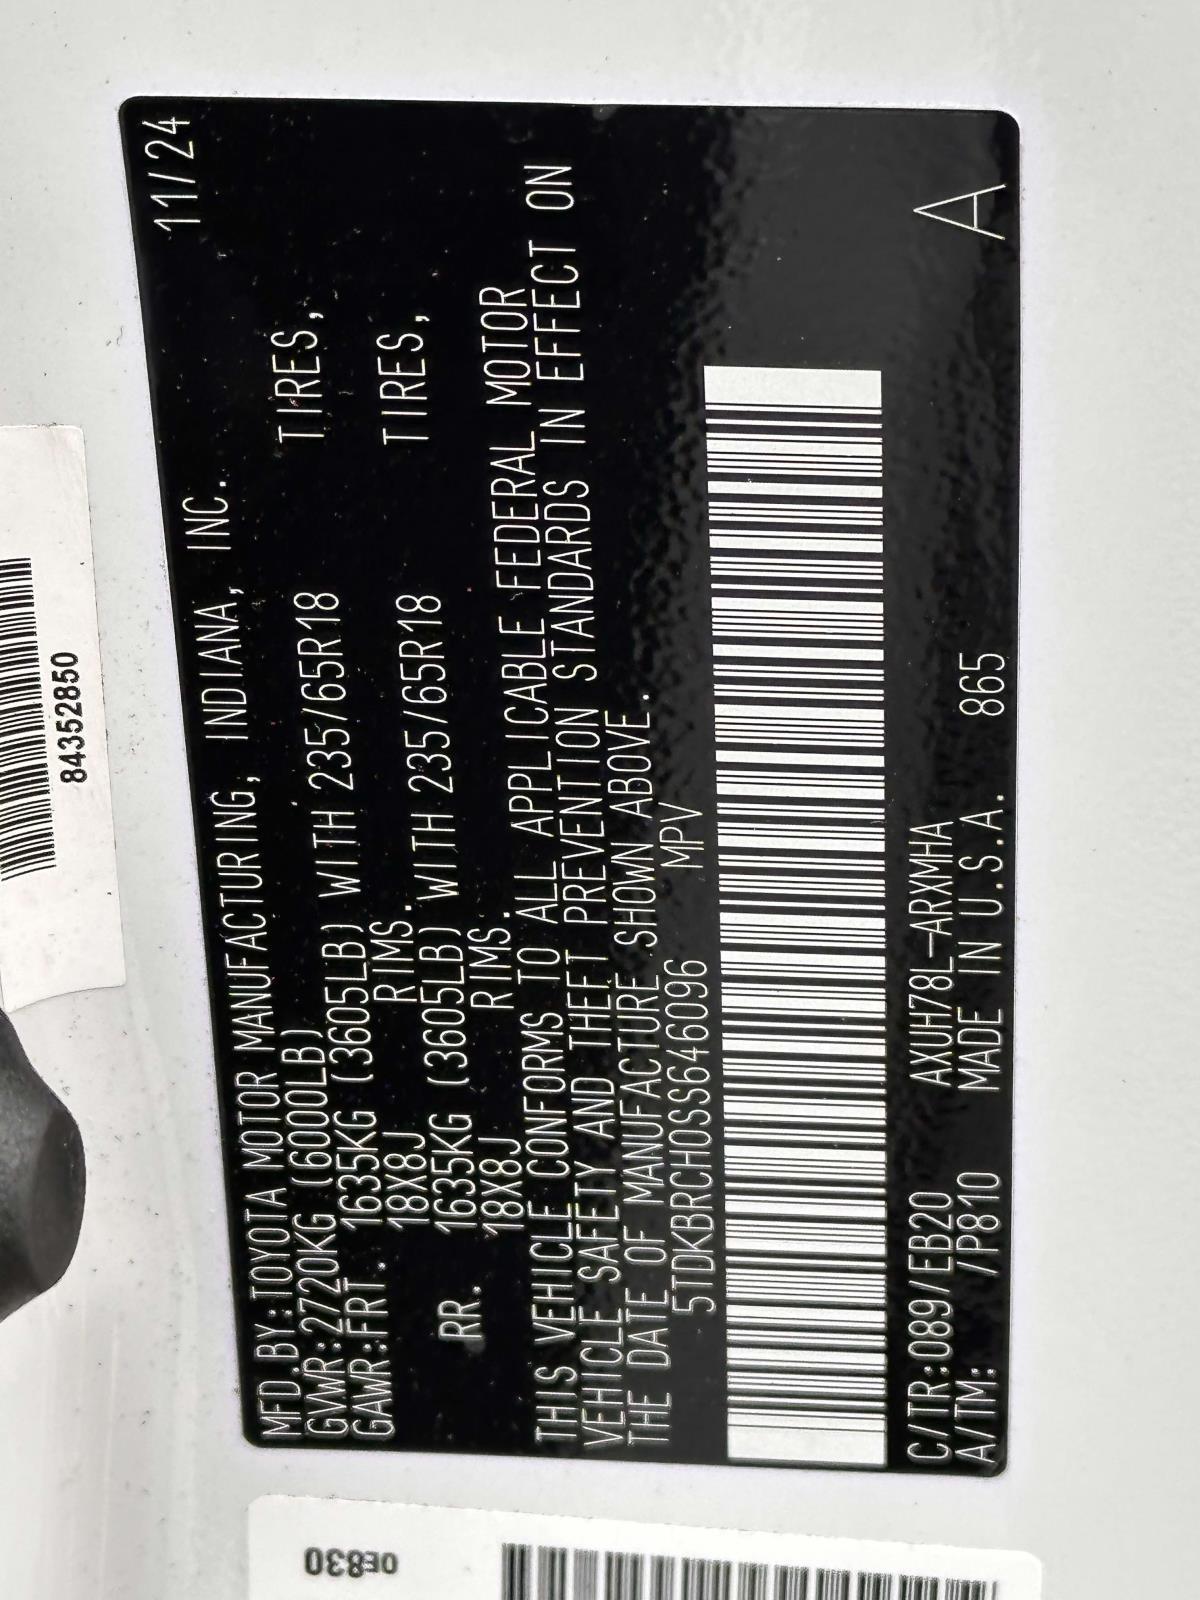 MFD.BY:TOYOTA MOTOR MANUFACTURING, INDIANA, INC. 11/24
GVWR:2720KG (6000LB)
GAWR:FRT. 1635KG (3605LB) WITH 235/65R18 TIRES,
18X8J RIMS.
RR. 1635KG (3605LB) WITH 235/65R18 TIRES,
18X8J RIMS.
THIS VEHICLE CONFORMS TO ALL APPLICABLE FEDERAL MOTOR
VEHICLE SAFETY AND THEFT PREVENTION STANDARDS IN EFFECT ON
THE DATE OF MANUFACTURE SHOWN ABOVE.
5TDKBRCH0SS646096 MPV
C/TR:089/EB20 AXUH78L-ARXMHA
A/TM: /P810 MADE IN U.S.A. 865 A
84352850
0E830